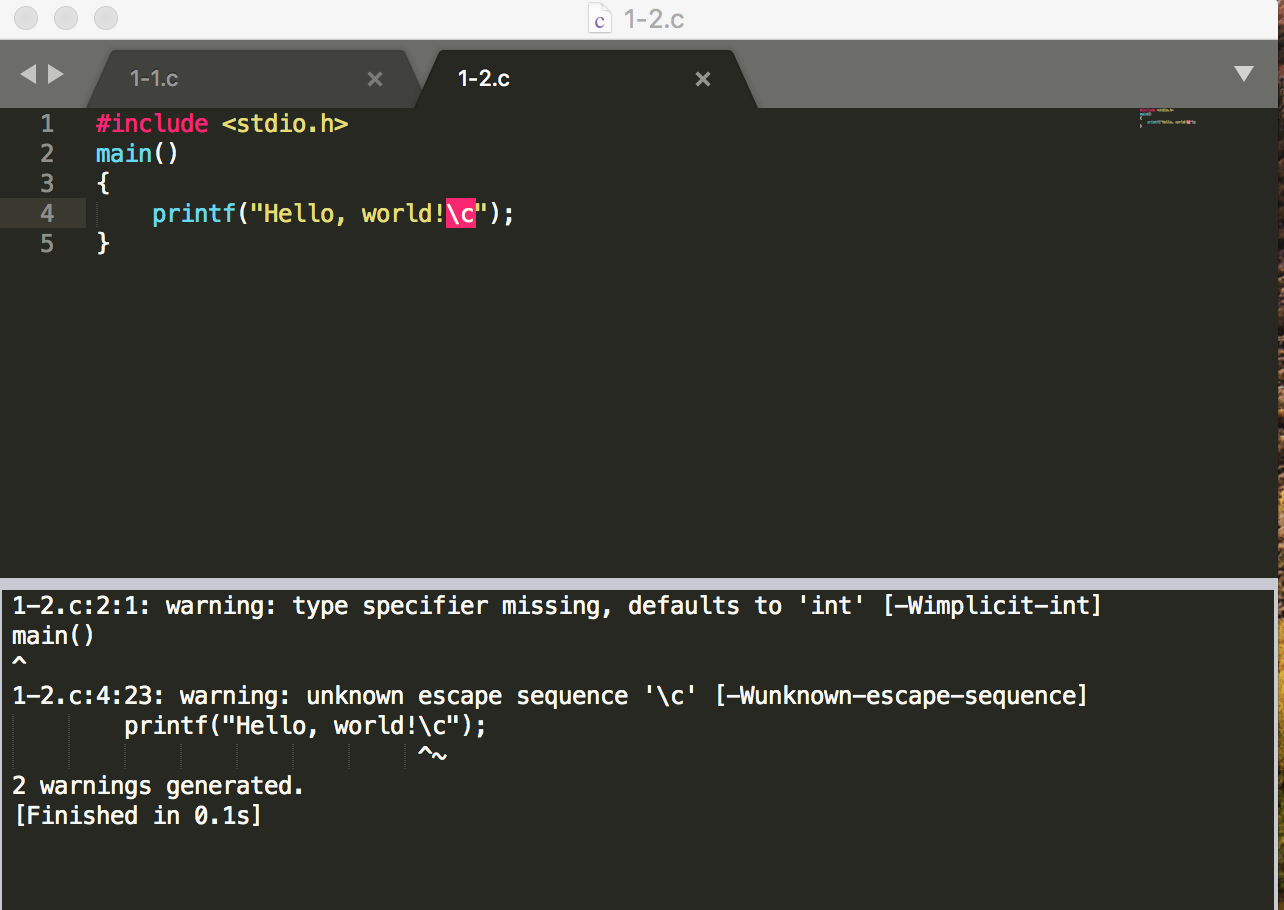 c 1-2.c
1-1.c × 1-2.c ×
1 #include <stdio.h>
2 main()
3 {
4     printf("Hello, world!\c");
5 }
1-2.c:2:1: warning: type specifier missing, defaults to 'int' [-Wimplicit-int]
main()
^
1-2.c:4:23: warning: unknown escape sequence '\c' [-Wunknown-escape-sequence]
        printf("Hello, world!\c");
                             ^~
2 warnings generated.
[Finished in 0.1s]